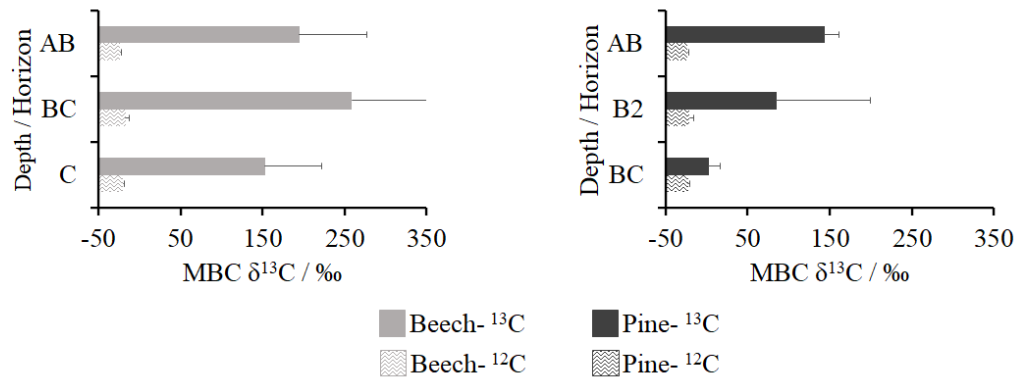 Depth / Horizon
AB
BC
C
-50 50 150 250 350
MBC δ¹³C / ‰
Depth / Horizon
AB
B2
BC
-50 50 150 250 350
MBC δ¹³C / ‰
Beech- ¹³C
Pine- ¹³C
Beech- ¹²C
Pine- ¹²C